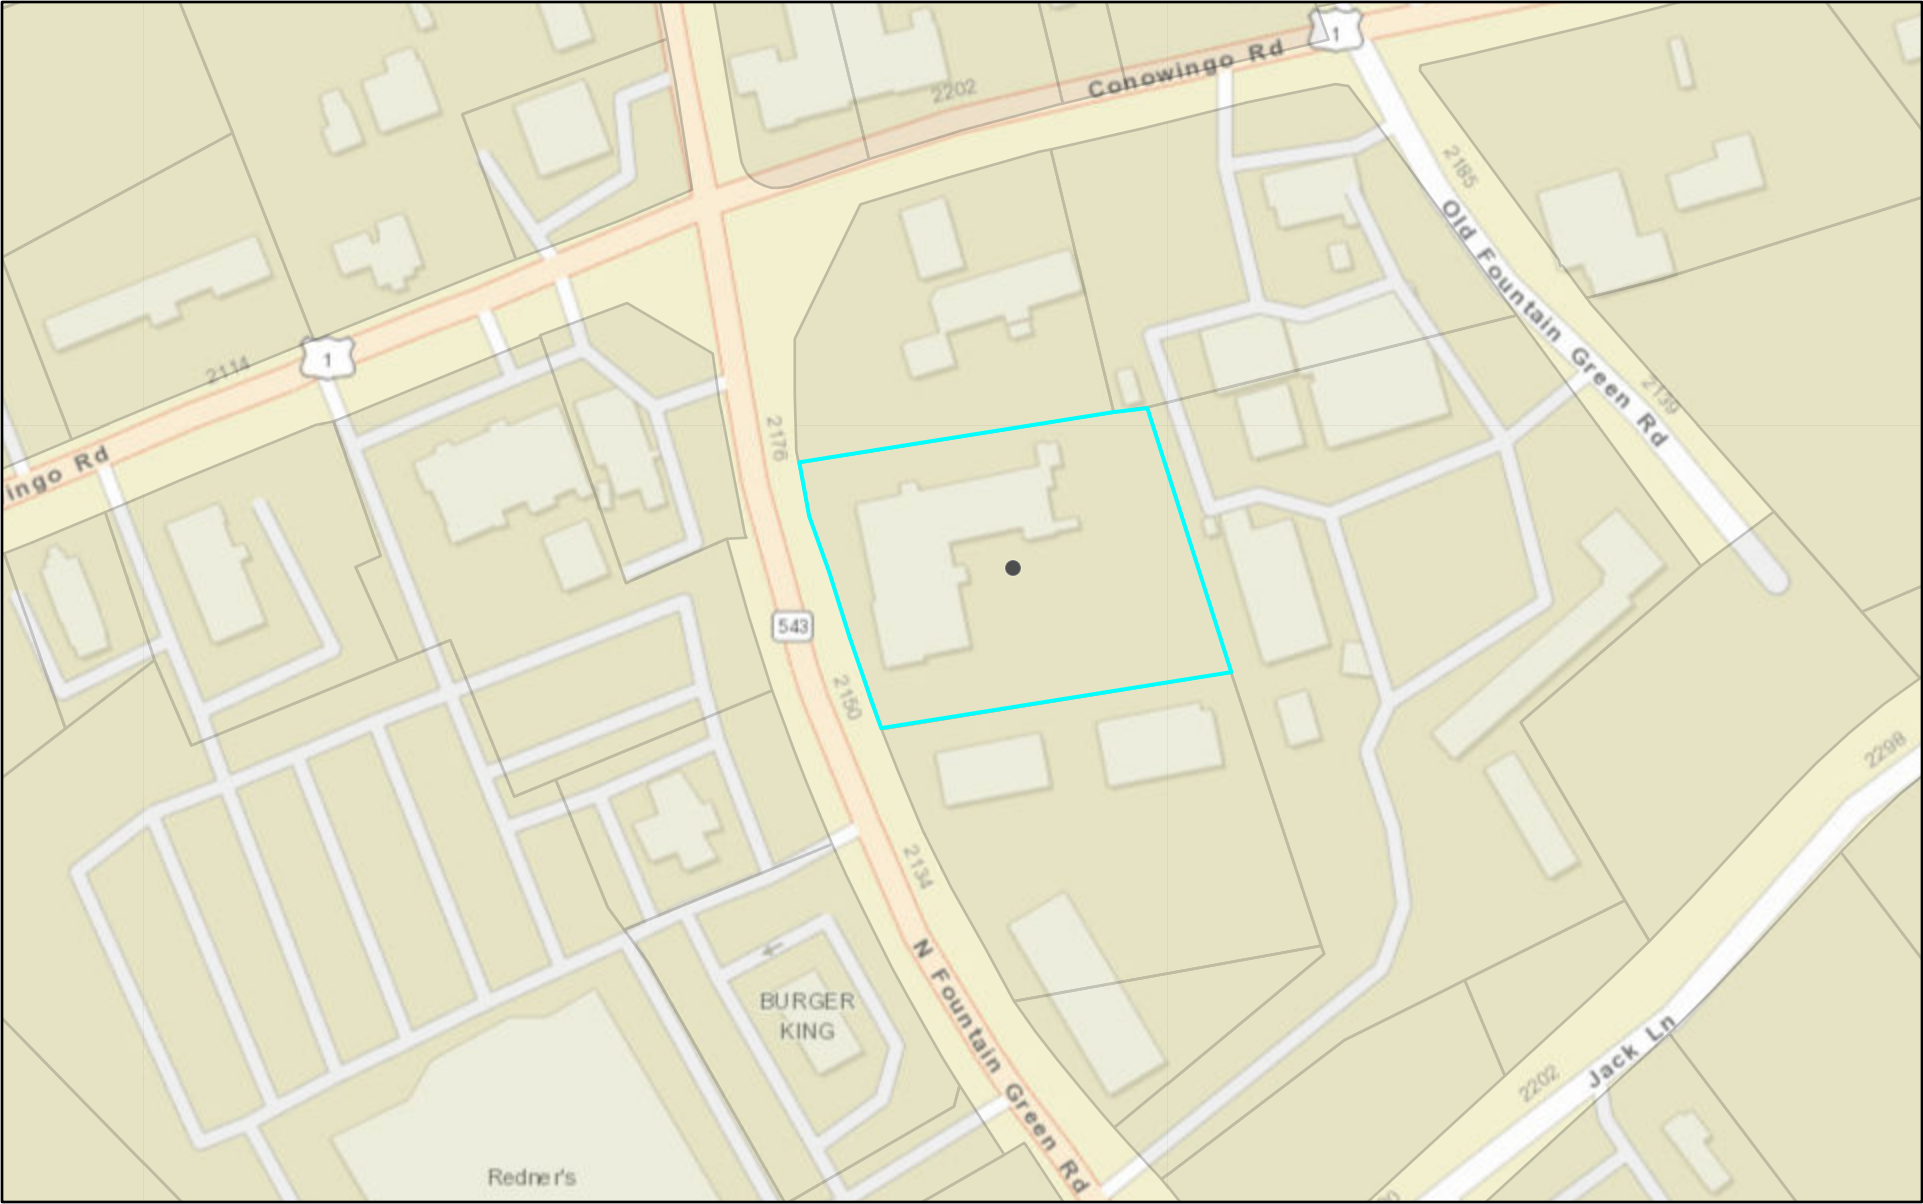 1
Conowingo Rd
2202
2185
Old Fountain Green Rd
2114
1
2139
2176
ingo Rd
543
2150
2298
2134
N Fountain Green Rd
BURGER
KING
Jack Ln
2202
Redner's